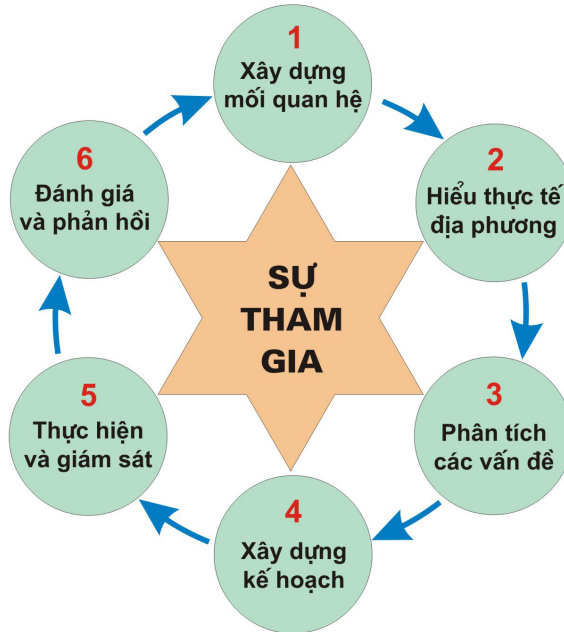 1
Xây dựng
mối quan hệ
2
Hiểu thực tế
địa phương
3
Phân tích
các vấn đề
4
Xây dựng
kế hoạch
5
Thực hiện
và giám sát
6
Đánh giá
và phản hồi
SỰ
THAM
GIA